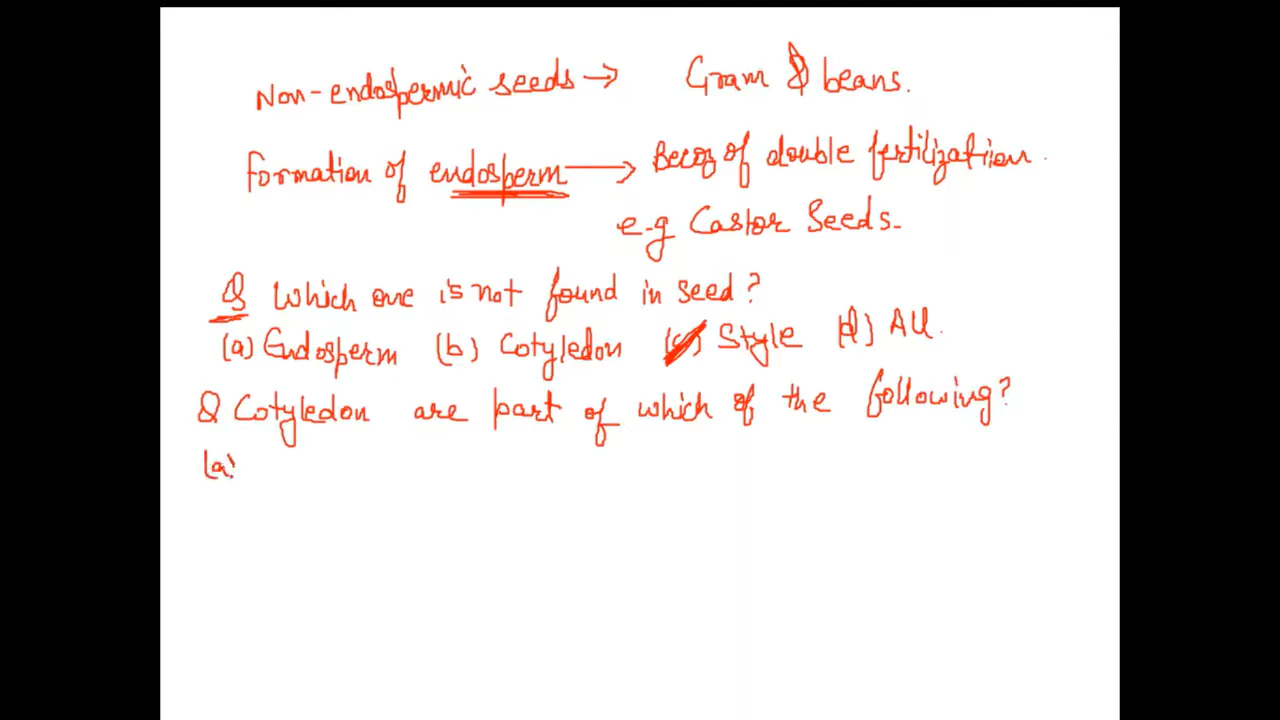 Non-endospermic seeds → Gram & beans.
Formation of endosperm → Becoz of double fertilization.
e.g Castor Seeds.
Q Which one is not found in seed?
(a) Endosperm (b) Cotyledon (c) Style (d) All.
Q Cotyledon are part of which of the following?
(a)